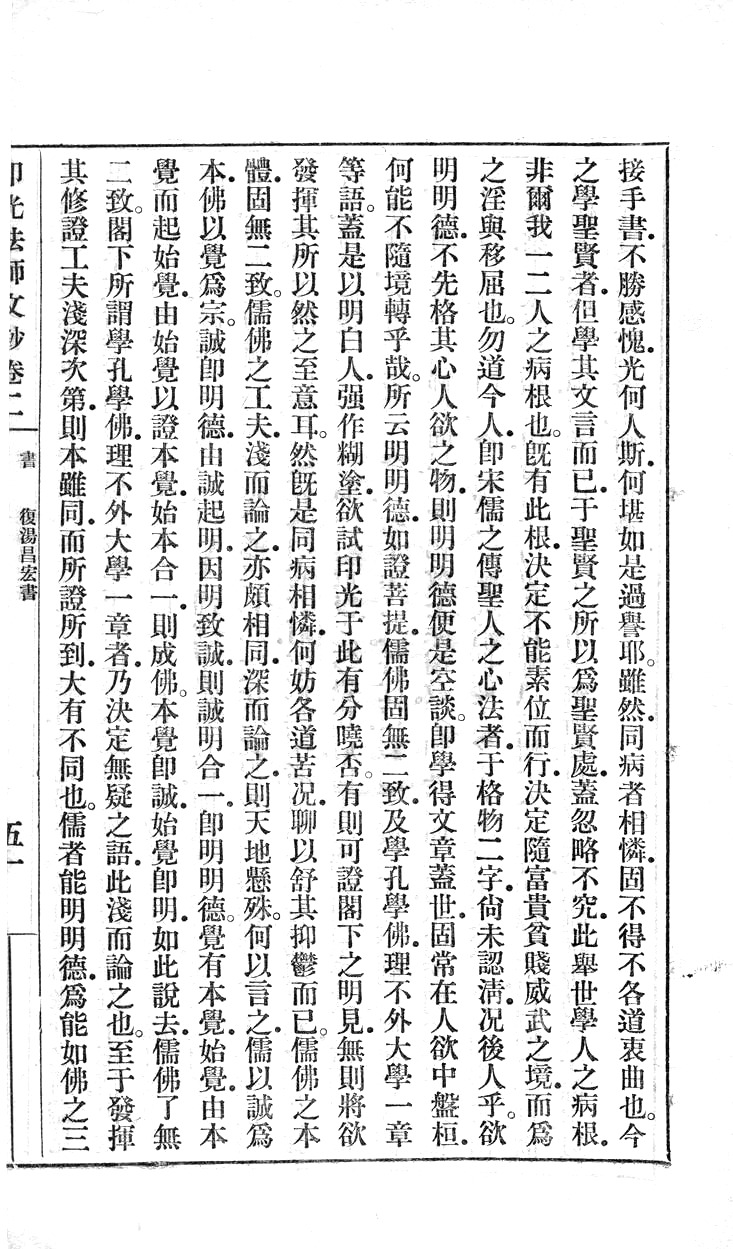 接手書．不勝感愧．光何人斯．何堪如是過譽耶。雖然．同病者相憐．固不得不各道衷曲也。今
之學聖賢者．但學其文言而已．于聖賢之所以爲聖賢處．蓋忽略不究．此舉世學人之病根．
非爾我一二人之病根也。旣有此根．決定不能素位而行．決定隨富貴貧賤威武之境．而爲
之淫與移屈也。勿道今人．卽宋儒之傳聖人之心法者．于格物二字．尙未認淸．况後人乎。欲
明明德．不先格其心人欲之物．則明明德便是空談。卽學得文章蓋世．固常在人欲中盤桓．
何能不隨境轉乎哉。所云明明德．如證菩提．儒佛固無二致．及學孔學佛．理不外大學一章
等語。蓋是以明白人．强作糊塗．欲試印光于此有分曉否。有則可證閣下之明見．無則將欲
發揮其所以然之至意耳。然旣是同病相憐．何妨各道苦况．聊以舒其抑鬱而已。儒佛之本
體．固無二致。儒佛之工夫．淺而論之．亦頗相同．深而論之．則天地懸殊。何以言之．儒以誠爲
本．佛以覺爲宗。誠卽明德．由誠起明．因明致誠．則誠明合一．卽明明德。覺有本覺．始覺．由本
覺而起始覺．由始覺以證本覺．始本合一．則成佛。本覺卽誠．始覺卽明．如此說去．儒佛了無
二致。閣下所謂學孔學佛．理不外大學一章者．乃決定無疑之語．此淺而論之也。至于發揮
其修證工夫淺深次第．則本雖同．而所證所到．大有不同也。儒者能明明德．爲能如佛之三
印光法師文鈔卷二　書　復湯昌宏書　五一